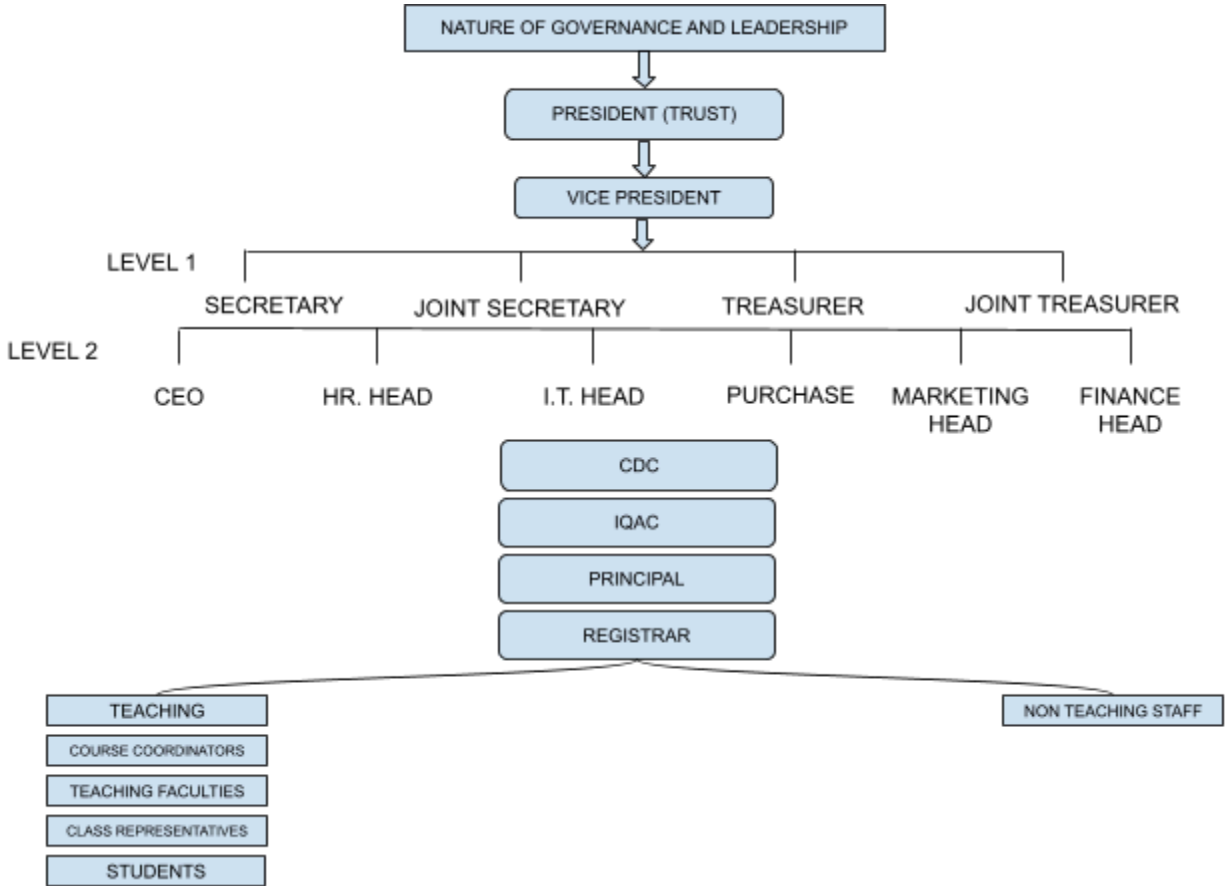 NATURE OF GOVERNANCE AND LEADERSHIP
PRESIDENT (TRUST)
VICE PRESIDENT
LEVEL 1
SECRETARY
JOINT SECRETARY
TREASURER
JOINT TREASURER
LEVEL 2
CEO
HR. HEAD
I.T. HEAD
PURCHASE
MARKETING
HEAD
FINANCE
HEAD
CDC
IQAC
PRINCIPAL
REGISTRAR
TEACHING
NON TEACHING STAFF
COURSE COORDINATORS
TEACHING FACULTIES
CLASS REPRESENTATIVES
STUDENTS